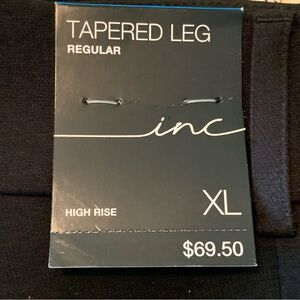 TAPERED LEG
REGULAR
inc
HIGH RISE
XL
$69.50